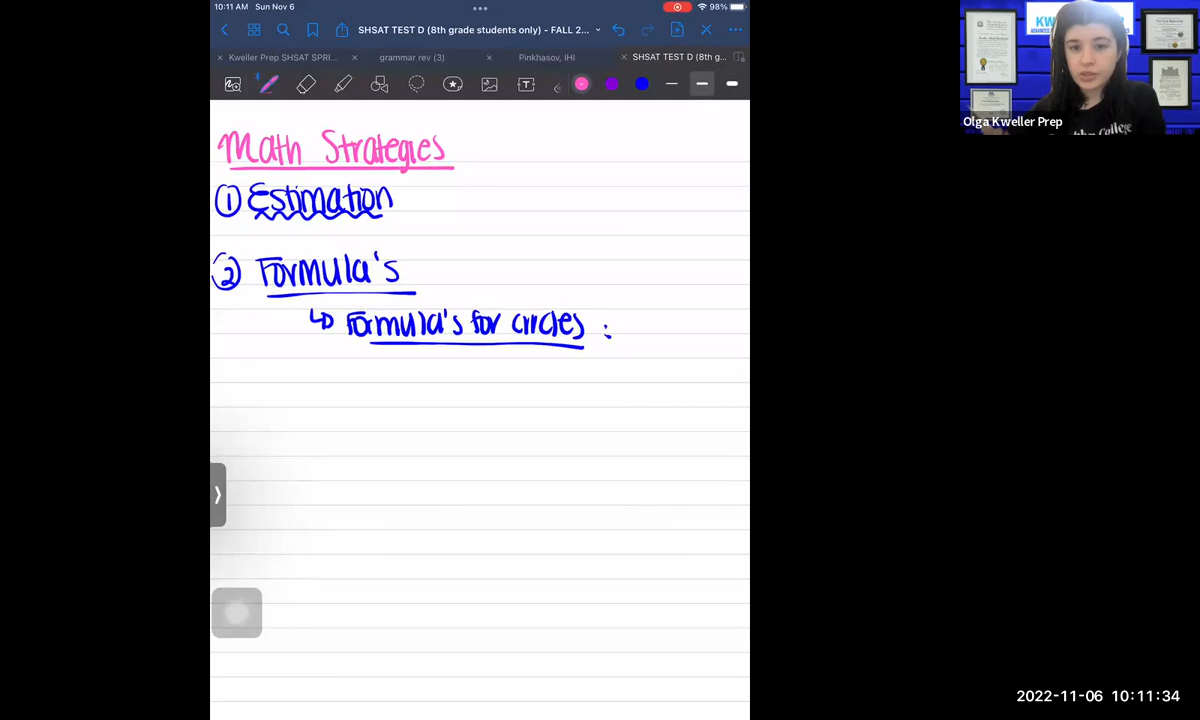 10:11 AM Sun Nov 6
98%
SHSAT TEST D (8th grade students only) - FALL 2...
Kweller Prep SHSAT SPRI...
grammar rev (3)
Pinkhasov, IHI
SHSAT TEST D (8th g...
Math Strategies
① Estimation
② Formula's
↳ Formula's for circles :
KW
Olga Kweller Prep
College
2022-11-06 10:11:34